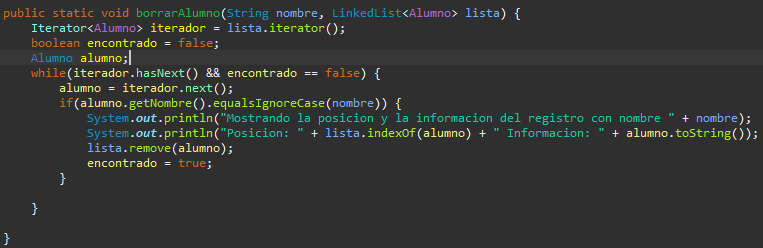 public static void borrarAlumno(String nombre, LinkedList<Alumno> lista) {
Iterator<Alumno> iterador = lista.iterator();
boolean encontrado = false;
Alumno alumno;
while(iterador.hasNext() && encontrado == false) {
alumno = iterador.next();
if(alumno.getNombre().equalsIgnoreCase(nombre)) {
System.out.println("Mostrando la posicion y la informacion del registro con nombre " + nombre);
System.out.println("Posicion: " + lista.indexOf(alumno) + " Informacion: " + alumno.toString());
lista.remove(alumno);
encontrado = true;
}
}
}